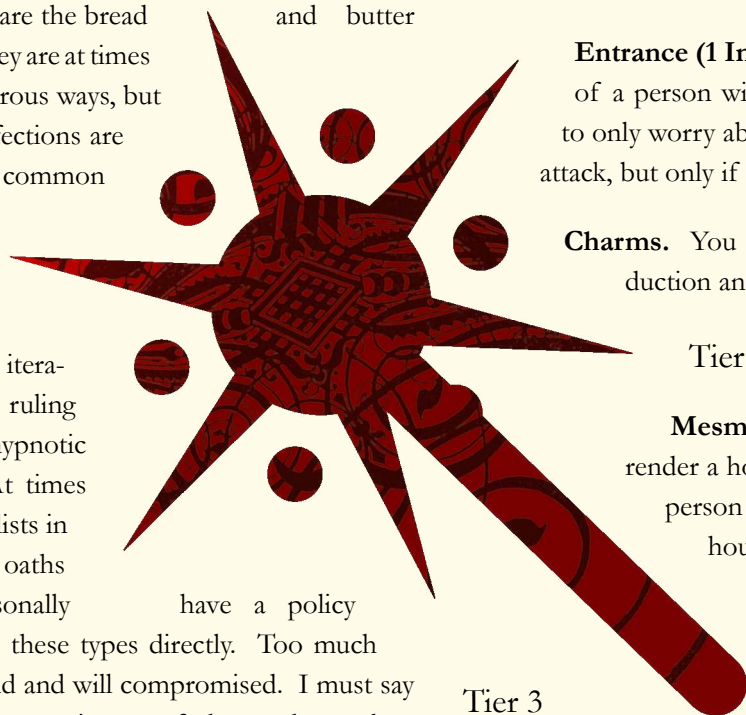 are the bread and butter
ey are at times
rous ways, but
fections are
common
itera-
ruling
ypnotic
t times
lists in
oaths
sonally have a policy
these types directly. Too much
d and will compromised. I must say
Tier 3
Entrance (1 In
of a person wi
to only worry ab
attack, but only if
Charms. You
duction an
Tier
Mesm
render a ho
person
hou